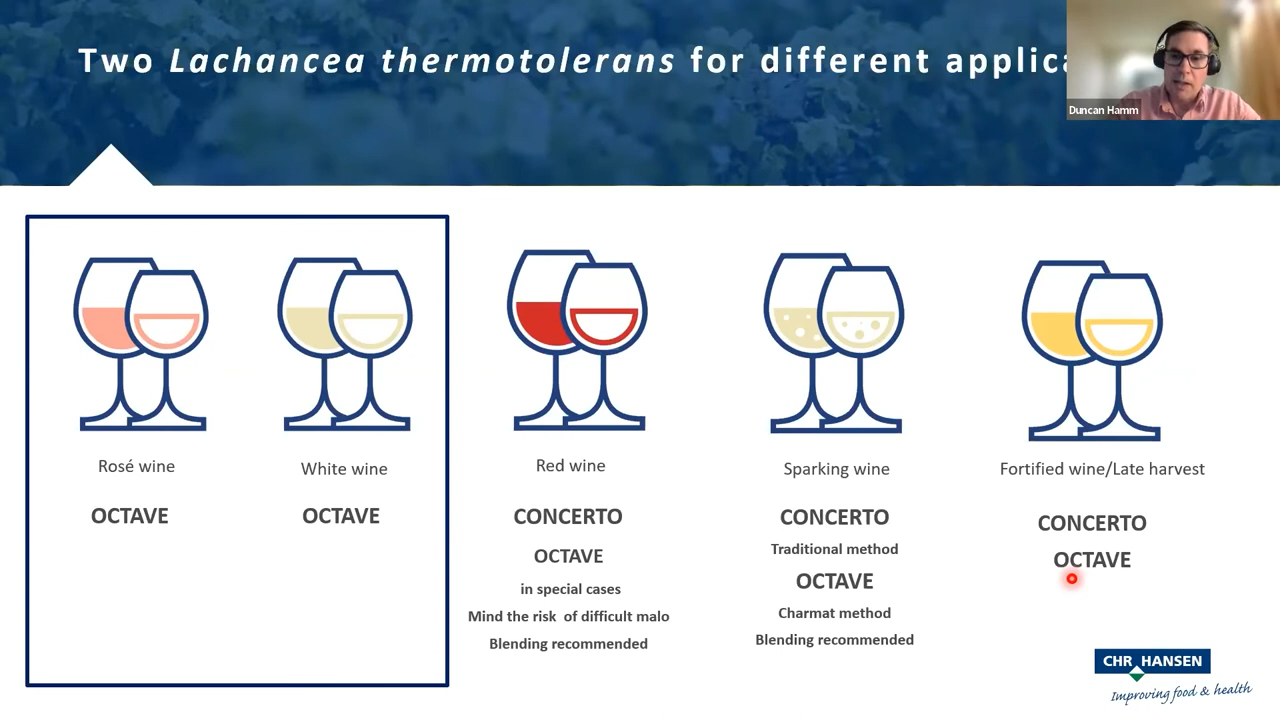 Two Lachancea thermotolerans for different applica
Duncan Hamm
Rosé wine
OCTAVE
White wine
OCTAVE
Red wine
CONCERTO
OCTAVE
in special cases
Mind the risk of difficult malo
Blending recommended
Sparking wine
CONCERTO
Traditional method
OCTAVE
Charmat method
Blending recommended
Fortified wine/Late harvest
CONCERTO
OCTAVE
CHR HANSEN
Improving food & health